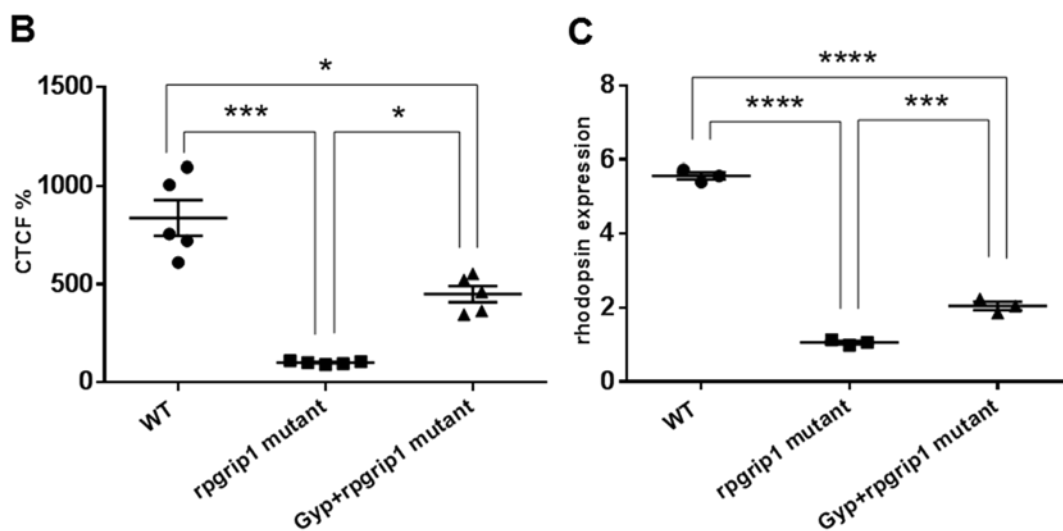 B
*
***
*
1500
1000
500
0
CTCF %
WT
rpgrip1 mutant
Gyp+rpgrip1 mutant
C
****
****
***
8
6
4
2
0
rhodopsin expression
WT
rpgrip1 mutant
Gyp+rpgrip1 mutant